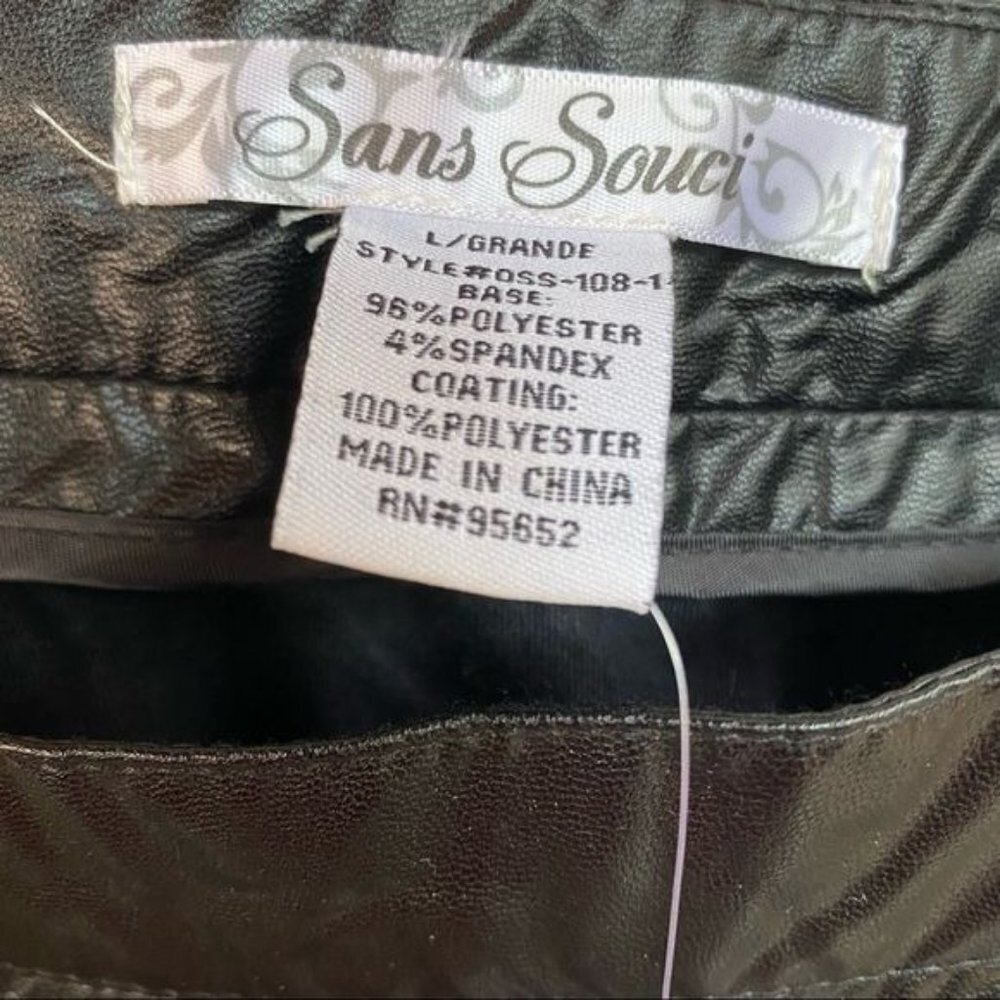 Sans Souci
L/GRANDE
STYLE#OSS-108-1
BASE:
96%POLYESTER
4%SPANDEX
COATING:
100%POLYESTER
MADE IN CHINA
RN#95652